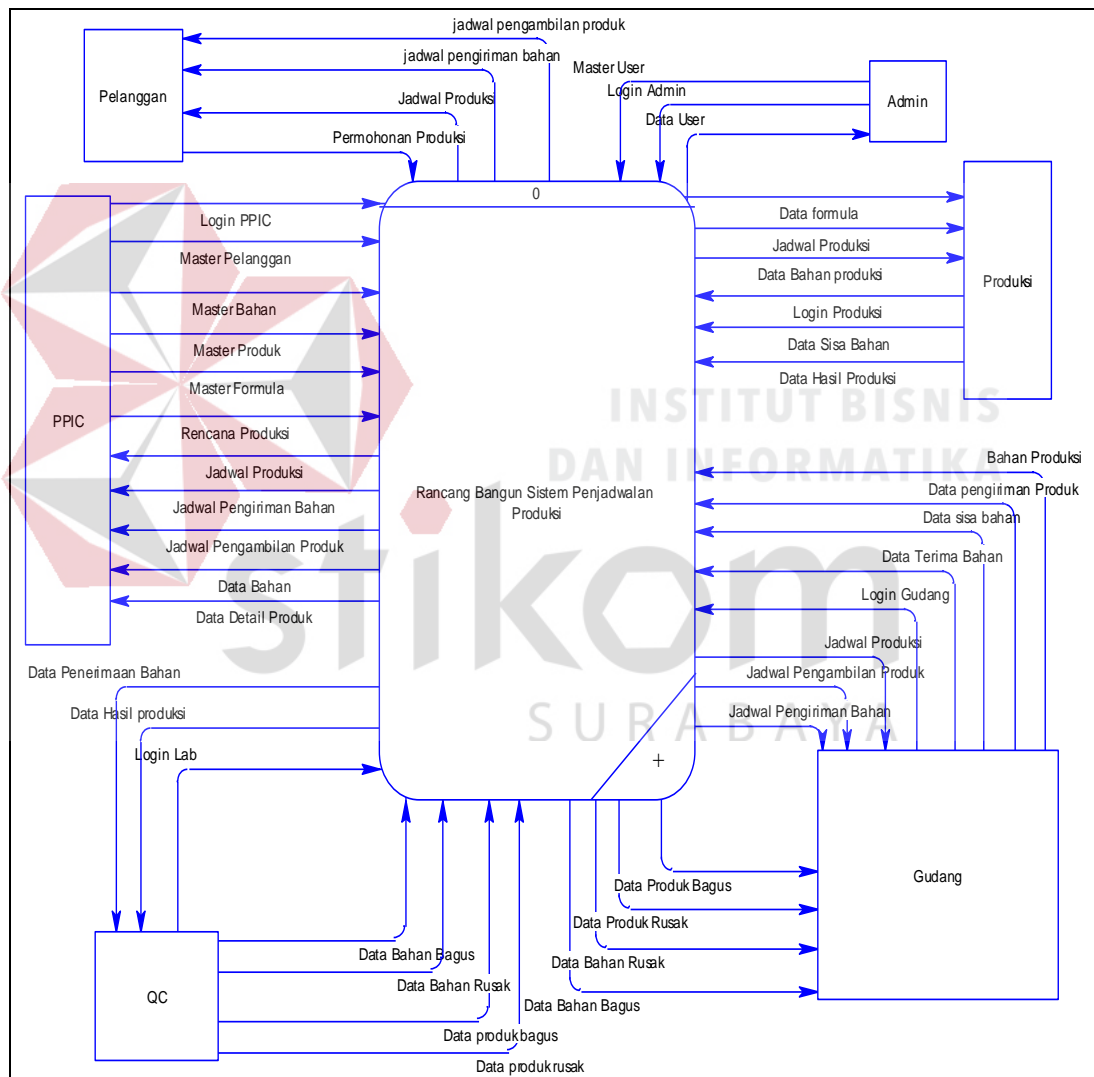 jadwal pengambilan produk
jadwal pengiriman bahan
Jadwal Produksi
Permohonan Produksi
Pelanggan
Master User
Login Admin
Data User
Admin
0
Login PPIC
Master Pelanggan
Master Bahan
Master Produk
Master Formula
Rencana Produksi
Jadwal Produksi
Jadwal Pengiriman Bahan
Jadwal Pengambilan Produk
Data Bahan
Data Detail Produk
PPIC
Rancang Bangun Sistem Penjadwalan
Produksi
Data formula
Jadwal Produksi
Data Bahan produksi
Login Produksi
Data Sisa Bahan
Data Hasil Produksi
Produksi
INSTITUT BISNIS
DAN INFORMATIKA
stikom
SURABAYA
Bahan Produksi
Data pengiriman Produk
Data sisa bahan
Data Terima Bahan
Login Gudang
Jadwal Produksi
Jadwal Pengambilan Produk
Jadwal Pengiriman Bahan
+
Data Penerimaan Bahan
Data Hasil produksi
Login Lab
QC
Data Bahan Bagus
Data Bahan Rusak
Data produk bagus
Data produk rusak
Data Produk Bagus
Data Produk Rusak
Data Bahan Rusak
Data Bahan Bagus
Gudang